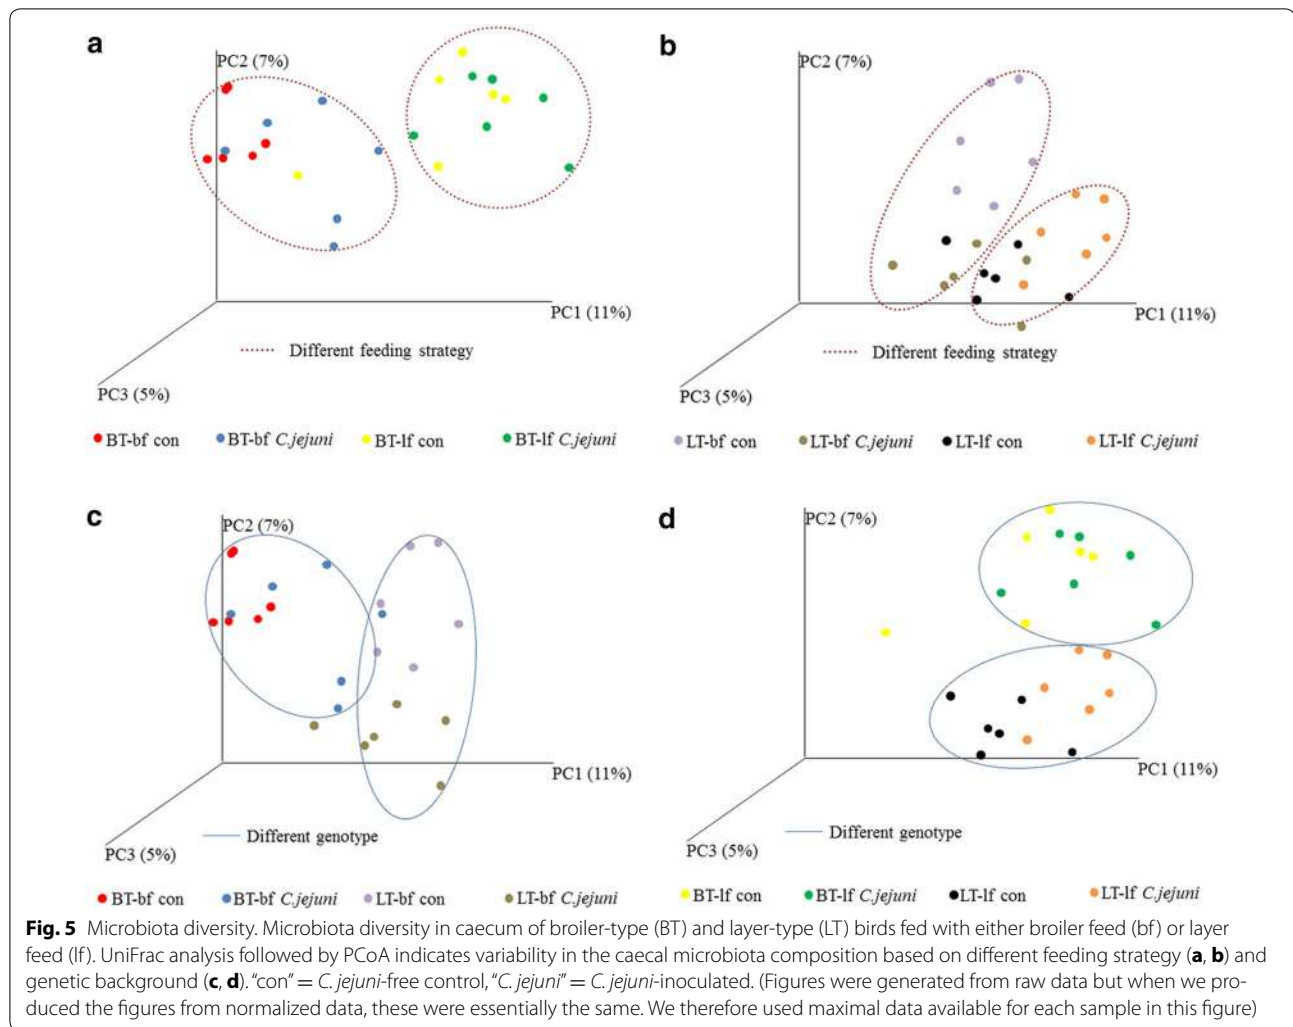 a
PC2 (7%)
PC1 (11%)
Different feeding strategy
PC3 (5%)
BT-bf con BT-bf C.jejuni BT-lf con BT-lf C.jejuni
b
PC2 (7%)
PC1 (11%)
Different feeding strategy
PC3 (5%)
LT-bf con LT-bf C.jejuni LT-lf con LT-lf C.jejuni
c
PC2 (7%)
PC1 (11%)
Different genotype
PC3 (5%)
BT-bf con BT-bf C.jejuni LT-bf con LT-bf C.jejuni
d
PC2 (7%)
PC1 (11%)
Different genotype
PC3 (5%)
BT-lf con BT-lf C.jejuni LT-lf con LT-lf C.jejuni
Fig. 5 Microbiota diversity. Microbiota diversity in caecum of broiler-type (BT) and layer-type (LT) birds fed with either broiler feed (bf) or layer
feed (lf). UniFrac analysis followed by PCoA indicates variability in the caecal microbiota composition based on different feeding strategy (a, b) and
genetic background (c, d). “con” = C. jejuni-free control, “C. jejuni” = C. jejuni-inoculated. (Figures were generated from raw data but when we pro-
duced the figures from normalized data, these were essentially the same. We therefore used maximal data available for each sample in this figure)